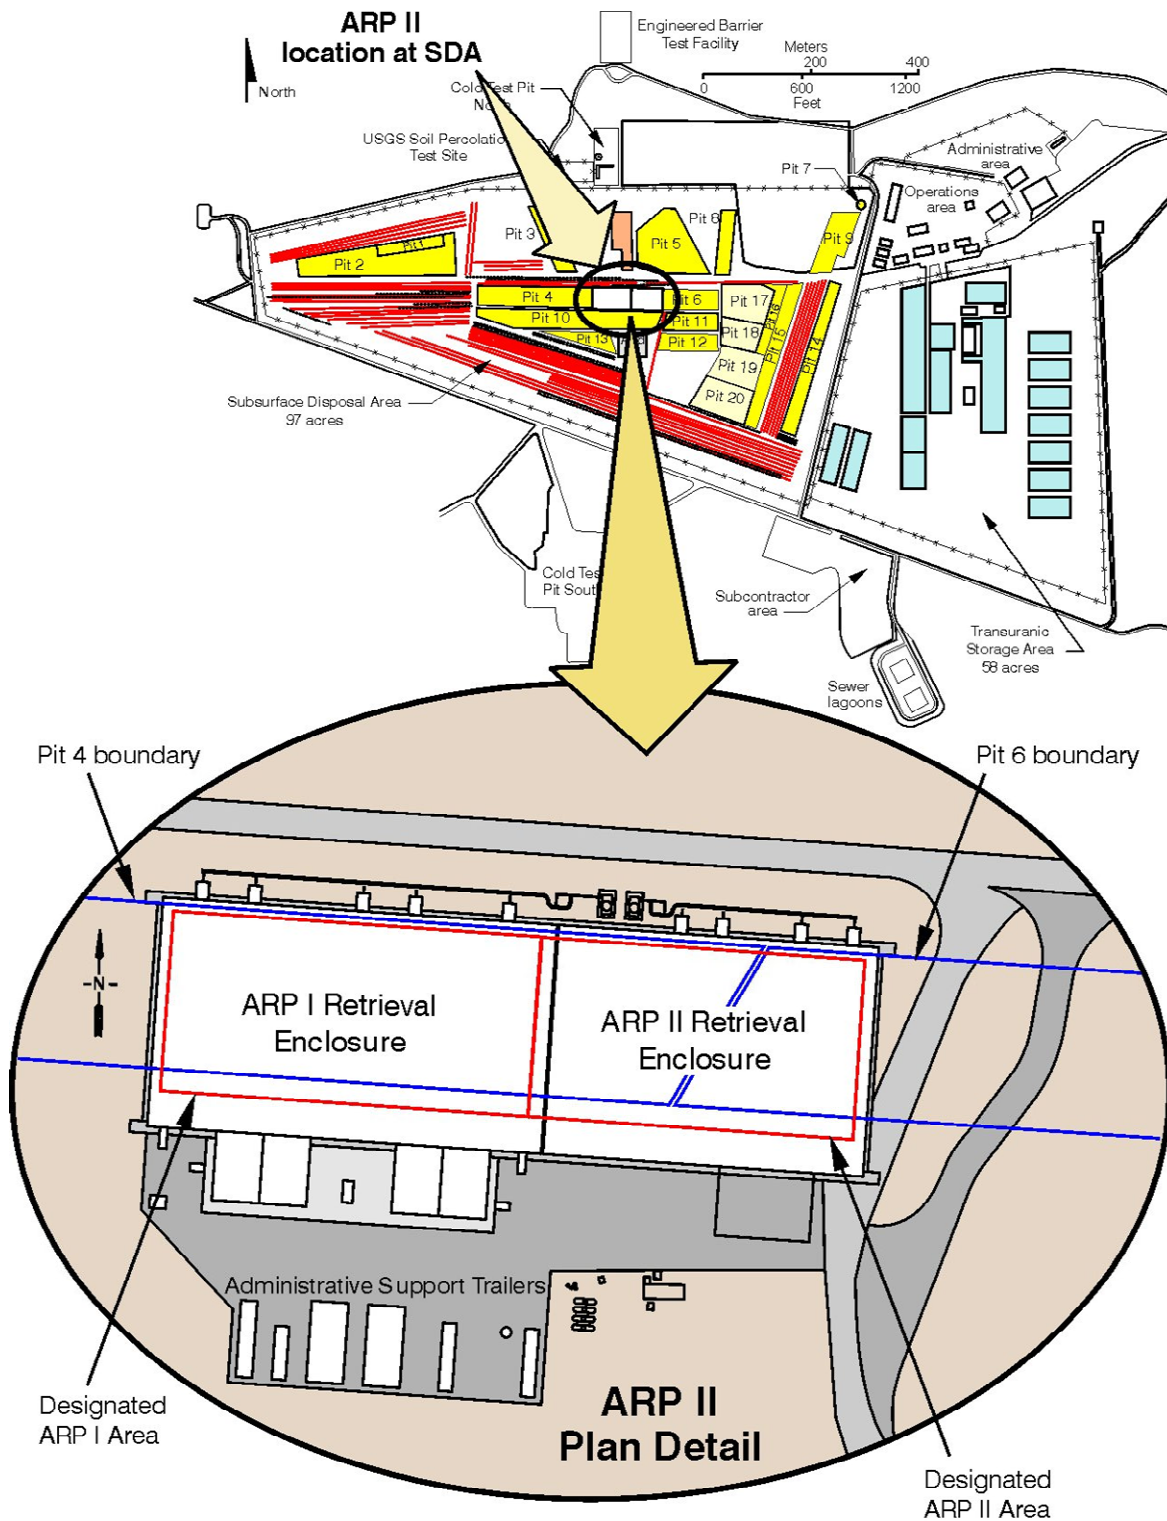 ARP II
location at SDA
North
Engineered Barrier
Test Facility
Meters
200
400
0
600
1200
Feet
Cold Test Pit
USGS Soil Percolatio
Test Site
Administrative
area
Pit 7
Operations
area
Pit 3
Pit 5
Pit 6
Pit 9
Pit 1
Pit 2
Pit 4
Pit 6
Pit 17
Pit 16
Pit 10
Pit 11
Pit 18
Pit 15
Pit 14
Pit 13
Pit 12
Pit 19
Pit 20
Subsurface Disposal Area
97 acres
Cold Tes
Pit Sout
Subcontractor
area
Transuranic
Storage Area
58 acres
Sewer
lagoons
Pit 4 boundary
Pit 6 boundary
-N-
ARP I Retrieval
Enclosure
ARP II Retrieval
Enclosure
Administrative Support Trailers
Designated
ARP I Area
ARP II
Plan Detail
Designated
ARP II Area